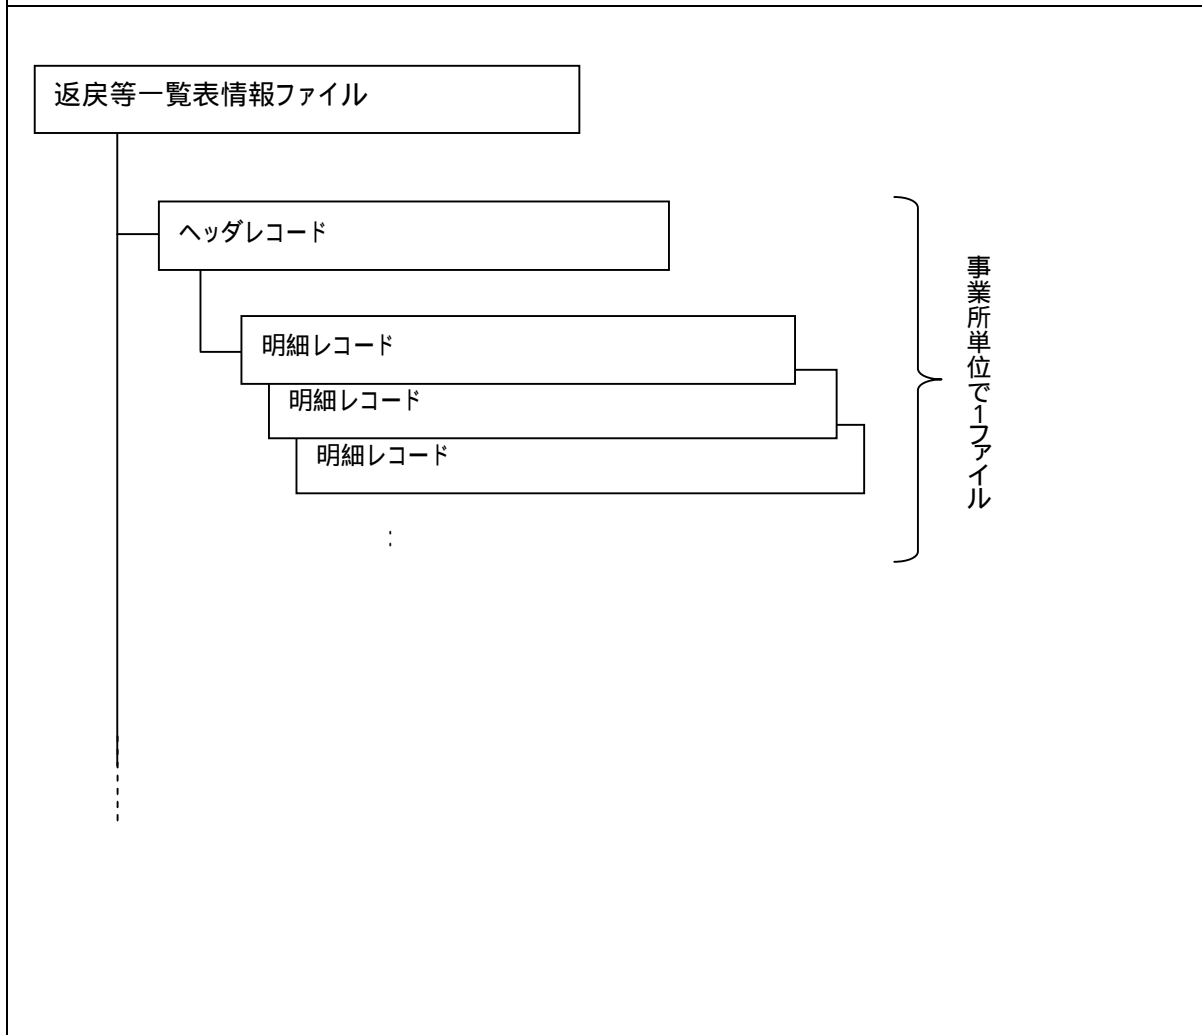 返戻等一覧表情報ファイル
ヘッダレコード
明細レコード
明細レコード
明細レコード
:
事業所単位で1ファイル